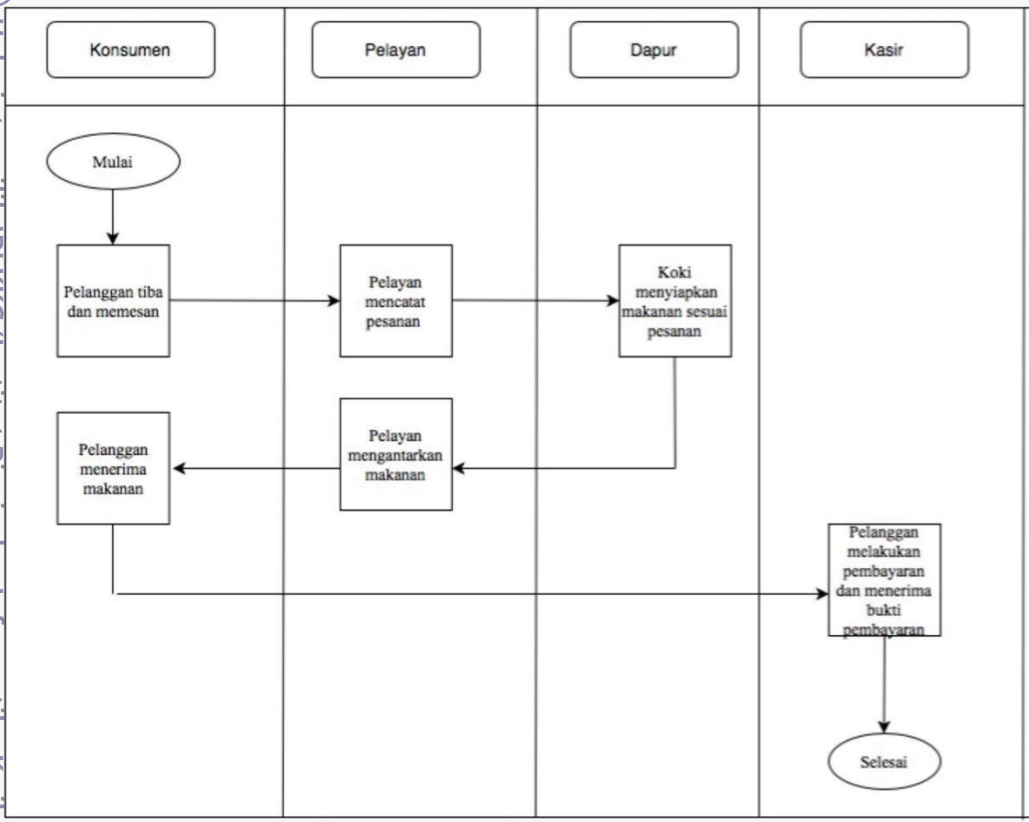 Konsumen
Pelayan
Dapur
Kasir
Mulai
Pelanggan tiba
dan memesan
Pelayan
mencatat
pesanan
Koki
menyiapkan
makanan sesuai
pesanan
Pelayan
mengantarkan
makanan
Pelanggan
menerima
makanan
Pelanggan
melakukan
pembayaran
dan menerima
bukti
pembayaran
Selesai